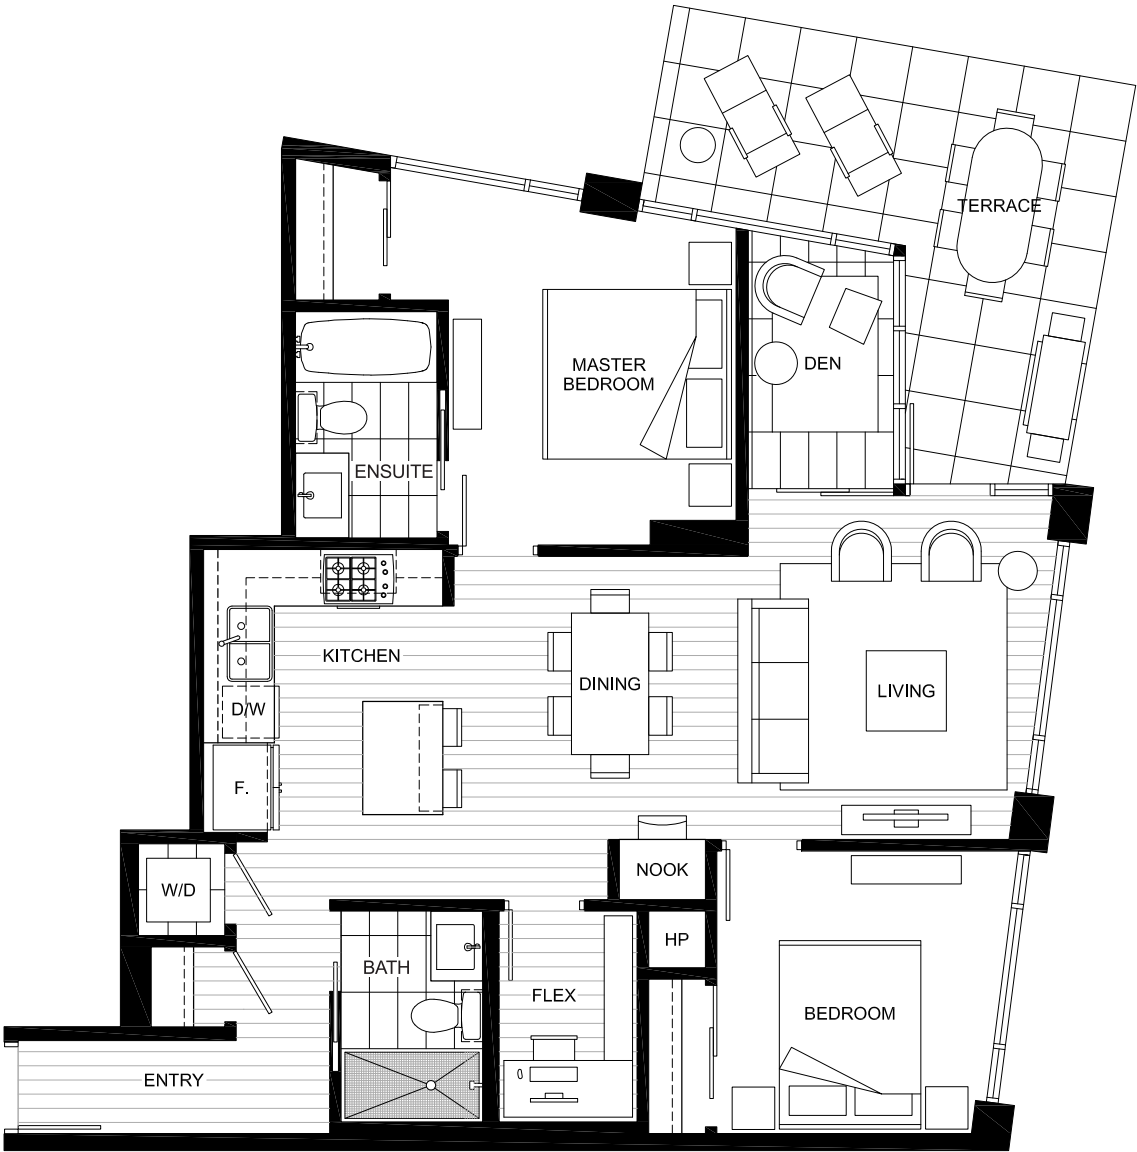 TERRACE
MASTER
BEDROOM
DEN
ENSUITE
KITCHEN
DINING
LIVING
D/W
F.
NOOK
W/D
HP
BATH
FLEX
BEDROOM
ENTRY